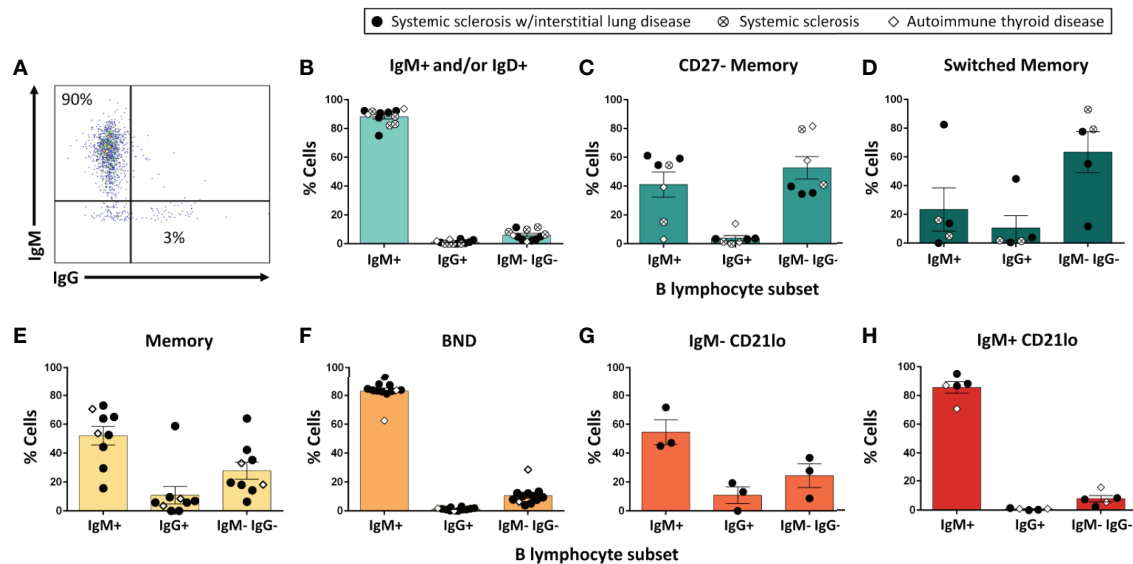 Systemic sclerosis w/interstitial lung disease Systemic sclerosis Autoimmune thyroid disease
A
90%
3%
IgM
IgG
B
IgM+ and/or IgD+
% Cells
100
80
60
40
20
0
IgM+ IgG+ IgM- IgG-
C
CD27- Memory
% Cells
100
80
60
40
20
0
IgM+ IgG+ IgM- IgG-
D
Switched Memory
% Cells
100
80
60
40
20
0
IgM+ IgG+ IgM- IgG-
B lymphocyte subset
E
Memory
% Cells
100
80
60
40
20
0
IgM+ IgG+ IgM- IgG-
F
BND
% Cells
100
80
60
40
20
0
IgM+ IgG+ IgM- IgG-
G
IgM- CD21lo
% Cells
100
80
60
40
20
0
IgM+ IgG+ IgM- IgG-
H
IgM+ CD21lo
% Cells
100
80
60
40
20
0
IgM+ IgG+ IgM- IgG-
B lymphocyte subset